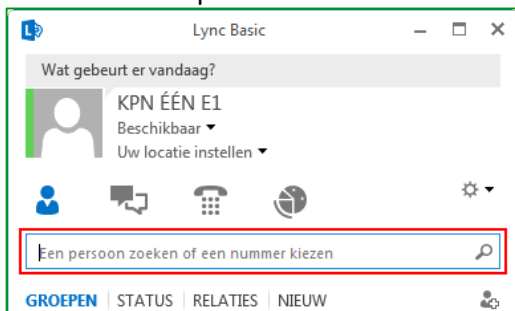 Lync Basic
Wat gebeurt er vandaag?
KPN ÉÉN E1
Beschikbaar
Uw locatie instellen
Een persoon zoeken of een nummer kiezen
GROEPEN STATUS RELATIES NIEUW